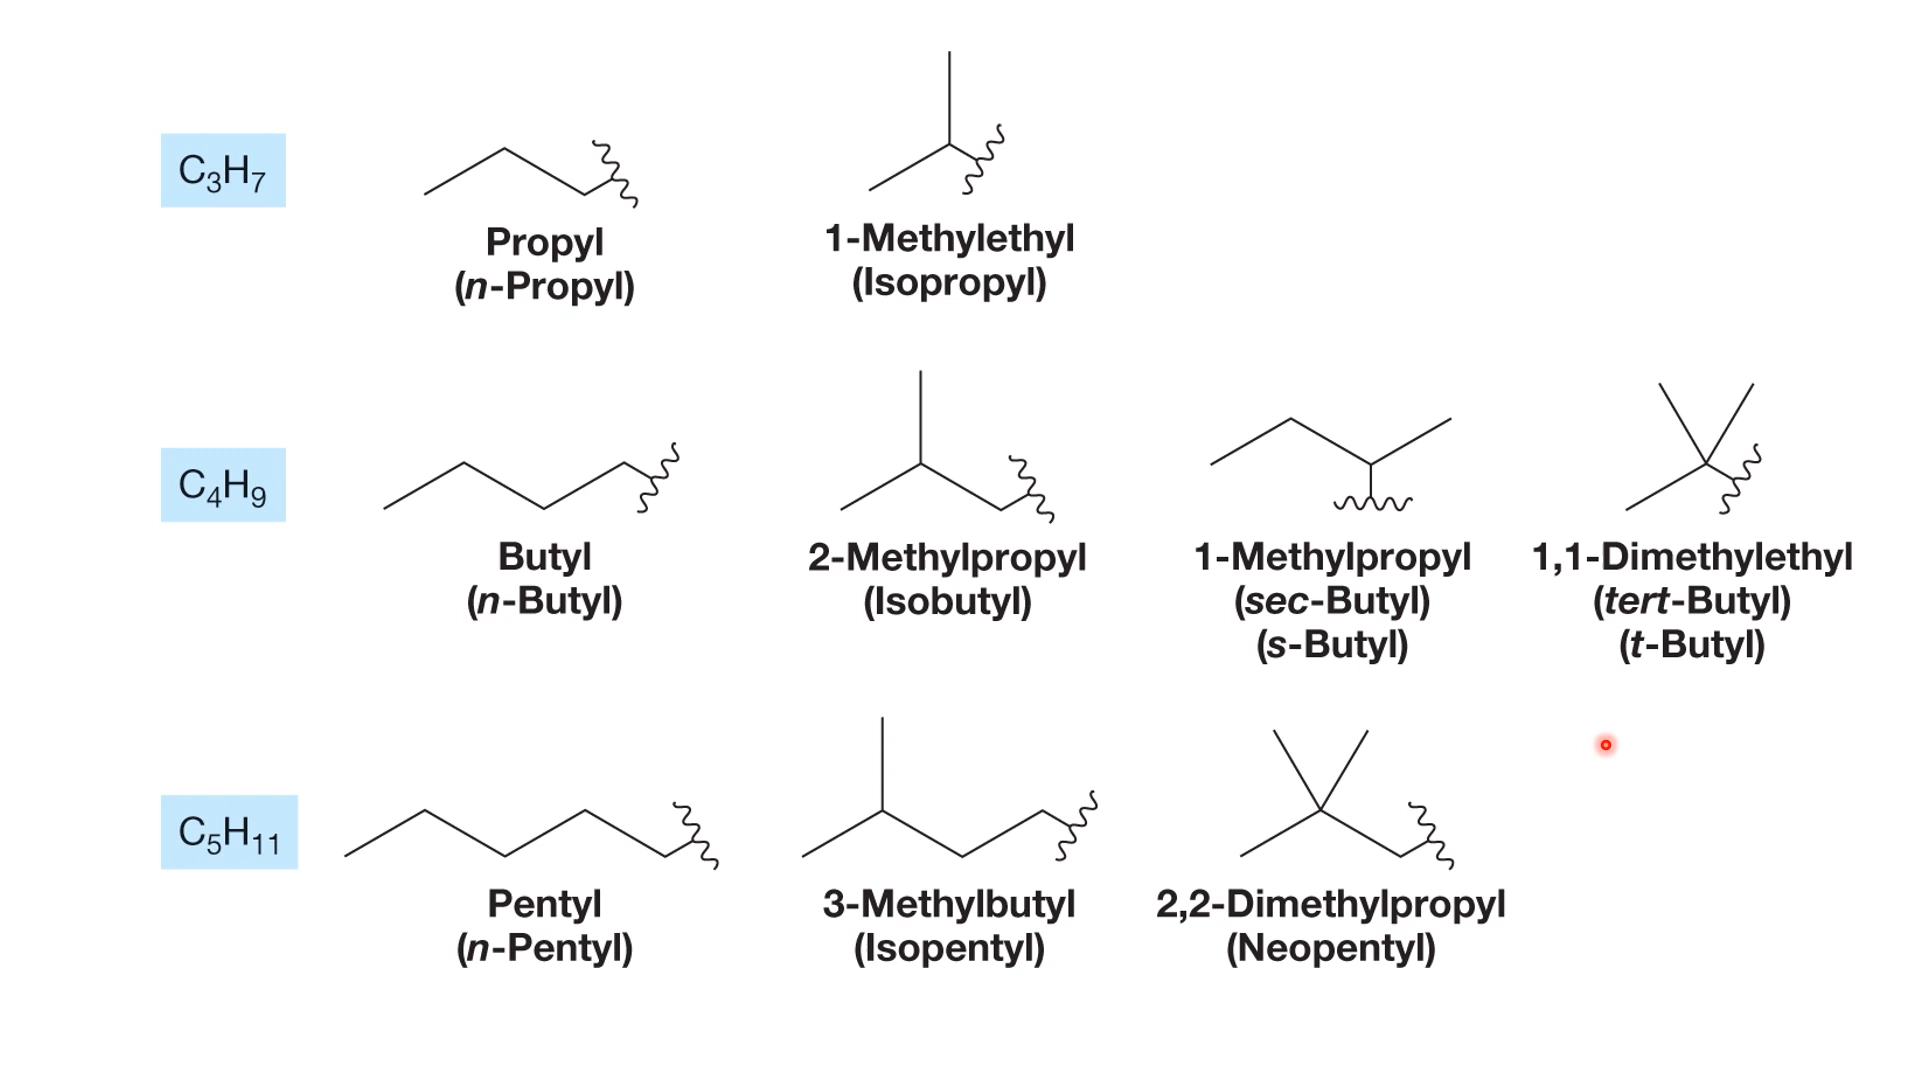 C₃H₇
Propyl
(n-Propyl)
1-Methylethyl
(Isopropyl)
C₄H₉
Butyl
(n-Butyl)
2-Methylpropyl
(Isobutyl)
1-Methylpropyl
(sec-Butyl)
(s-Butyl)
1,1-Dimethylethyl
(tert-Butyl)
(t-Butyl)
C₅H₁₁
Pentyl
(n-Pentyl)
3-Methylbutyl
(Isopentyl)
2,2-Dimethylpropyl
(Neopentyl)